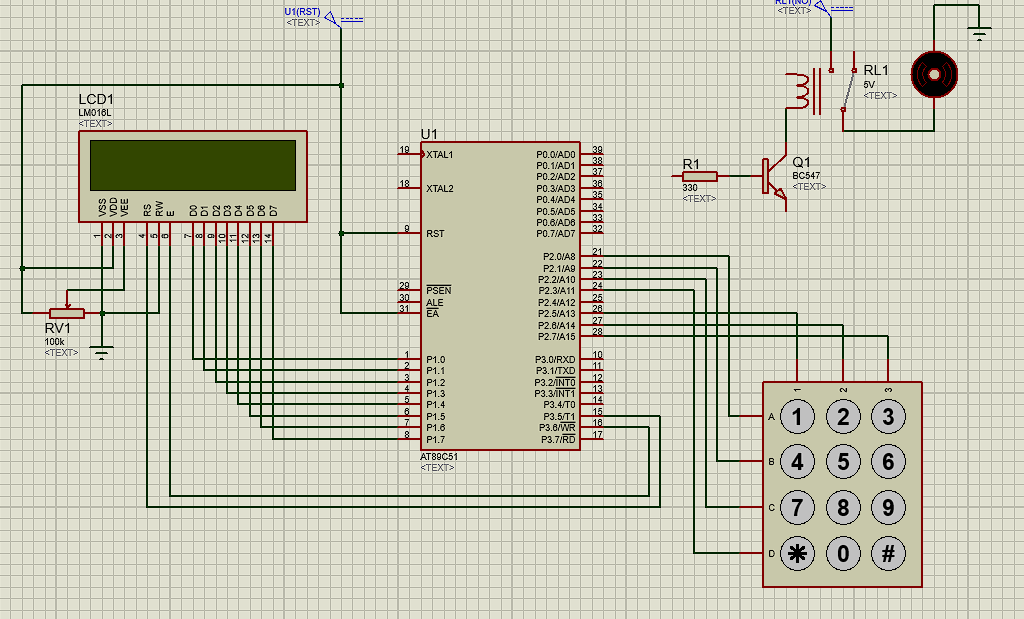 U1(RST)
<TEXT>
RL1(NO)
<TEXT>
LCD1
LM016L
<TEXT>
VSS
VDD
VEE
RS
RW
E
D0
D1
D2
D3
D4
D5
D6
D7
1
2
3
4
5
6
7
8
9
10
11
12
13
14
RV1
100k
<TEXT>
U1
19 XTAL1
18 XTAL2
9 RST
29 PSEN
30 ALE
31 EA
1 P1.0
2 P1.1
3 P1.2
4 P1.3
5 P1.4
6 P1.5
7 P1.6
8 P1.7
P0.0/AD0 39
P0.1/AD1 38
P0.2/AD2 37
P0.3/AD3 36
P0.4/AD4 35
P0.5/AD5 34
P0.6/AD6 33
P0.7/AD7 32
P2.0/A8 21
P2.1/A9 22
P2.2/A10 23
P2.3/A11 24
P2.4/A12 25
P2.5/A13 26
P2.6/A14 27
P2.7/A15 28
P3.0/RXD 10
P3.1/TXD 11
P3.2/INT0 12
P3.3/INT1 13
P3.4/T0 14
P3.5/T1 15
P3.6/WR 16
P3.7/RD 17
AT89C51
<TEXT>
R1
330
<TEXT>
Q1
BC547
<TEXT>
RL1
5V
<TEXT>
1 2 3
A 1 2 3
B 4 5 6
C 7 8 9
D * 0 #